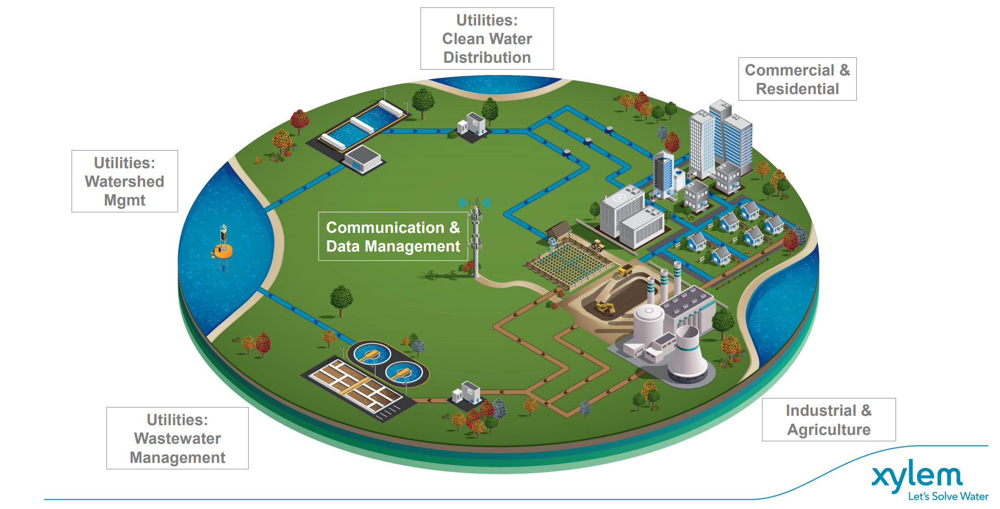 Utilities:
Clean Water
Distribution
Commercial &
Residential
Utilities:
Watershed
Mgmt
Communication &
Data Management
H
Utilities:
Wastewater
Management
Industrial &
Agriculture
xylem
Let's Solve Water